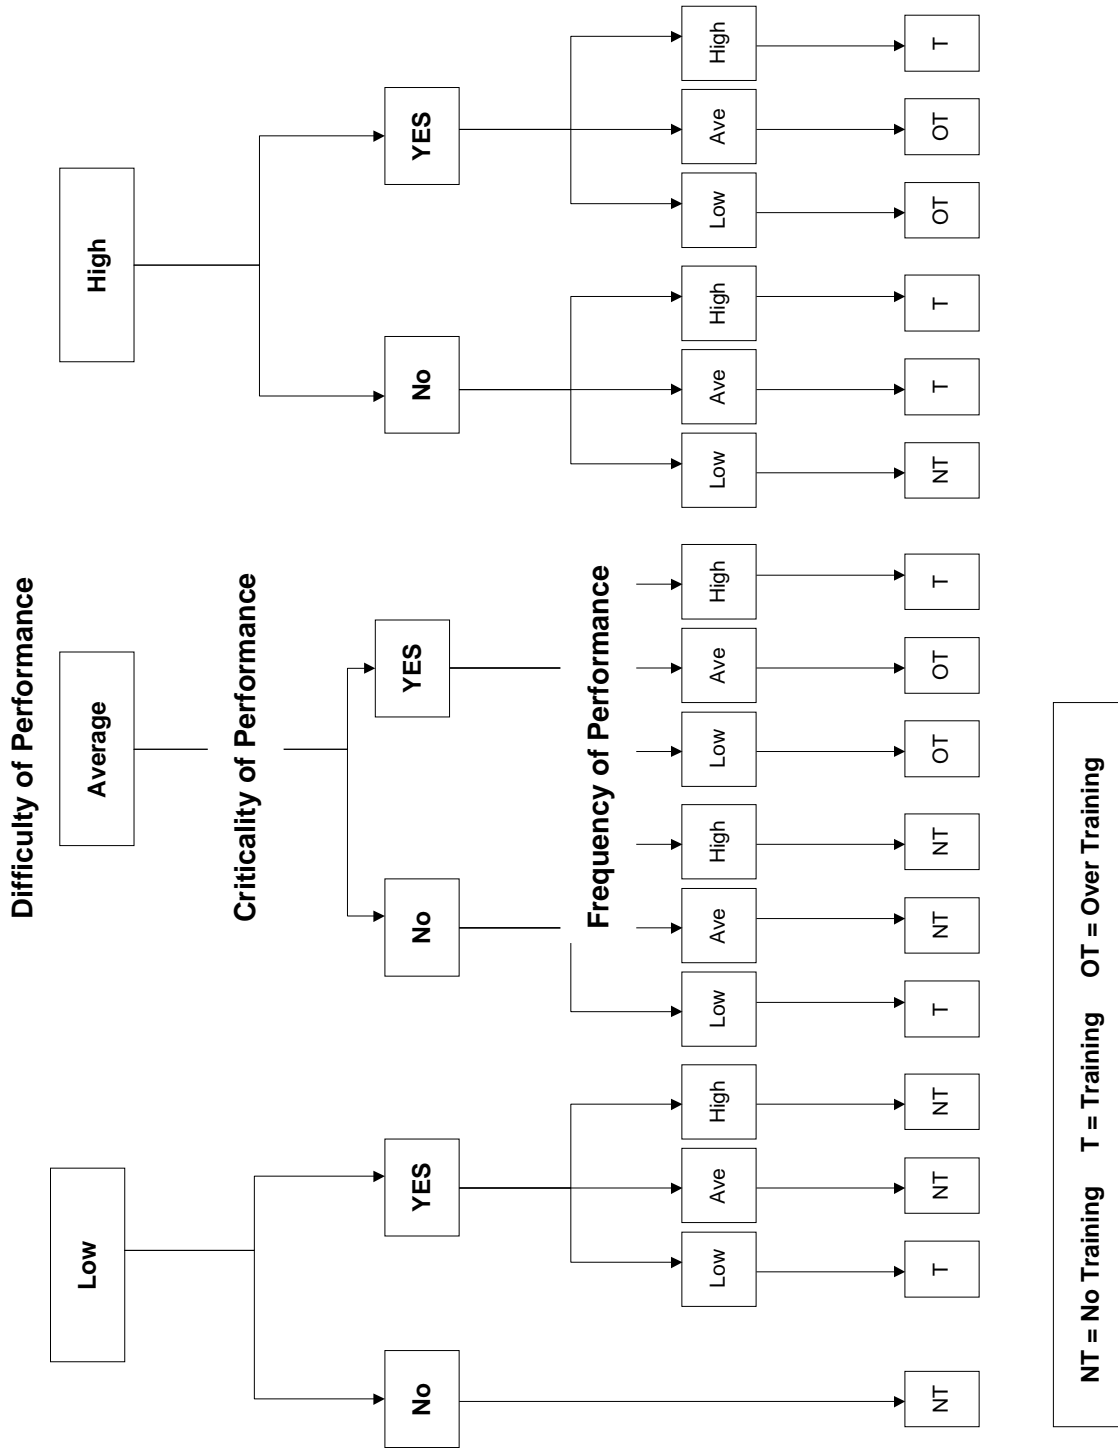 Difficulty of Performance
Low
Average
High
Criticality of Performance
No
YES
No
YES
No
YES
Frequency of Performance
Low
Ave
High
Low
Ave
High
Low
Ave
High
Low
Ave
High
Low
Ave
High
NT
T
NT
NT
T
NT
NT
OT
OT
T
NT
T
T
OT
OT
T
NT = No Training T = Training OT = Over Training